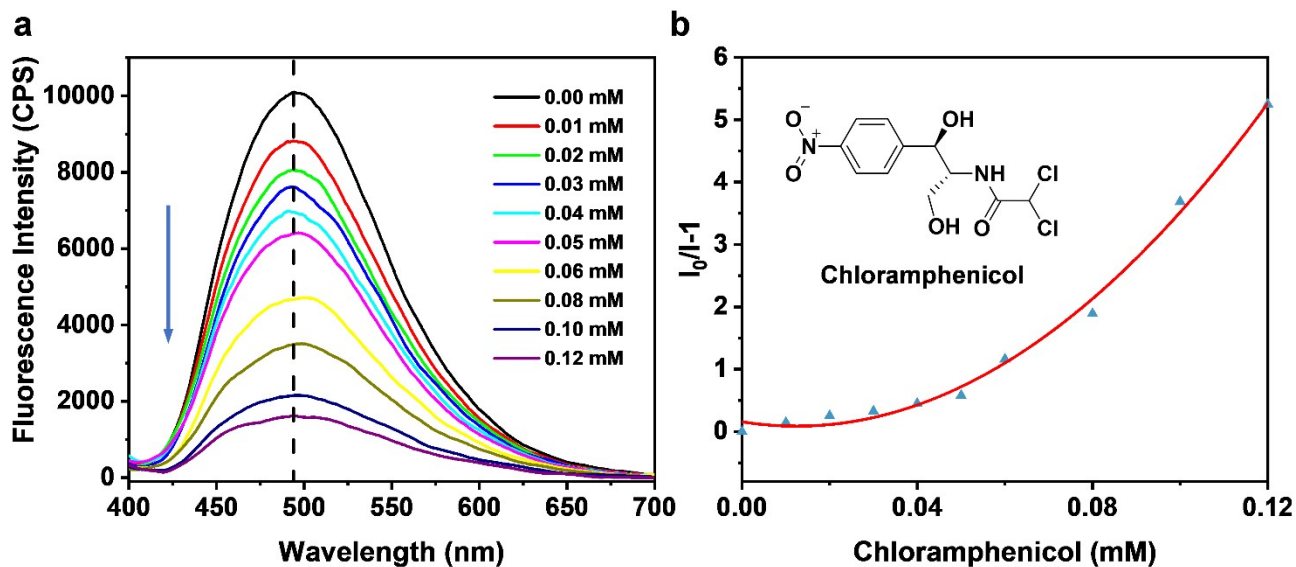 a
Fluorescence Intensity (CPS)
10000
8000
6000
4000
2000
0
400
450
500
550
600
650
700
Wavelength (nm)
0.00 mM
0.01 mM
0.02 mM
0.03 mM
0.04 mM
0.05 mM
0.06 mM
0.08 mM
0.10 mM
0.12 mM
b
I₀/I-1
6
5
4
3
2
1
0
0.00
0.04
0.08
0.12
Chloramphenicol (mM)
O⁻
N⁺
O
OH
NH
Cl
OH
O
Cl
Chloramphenicol